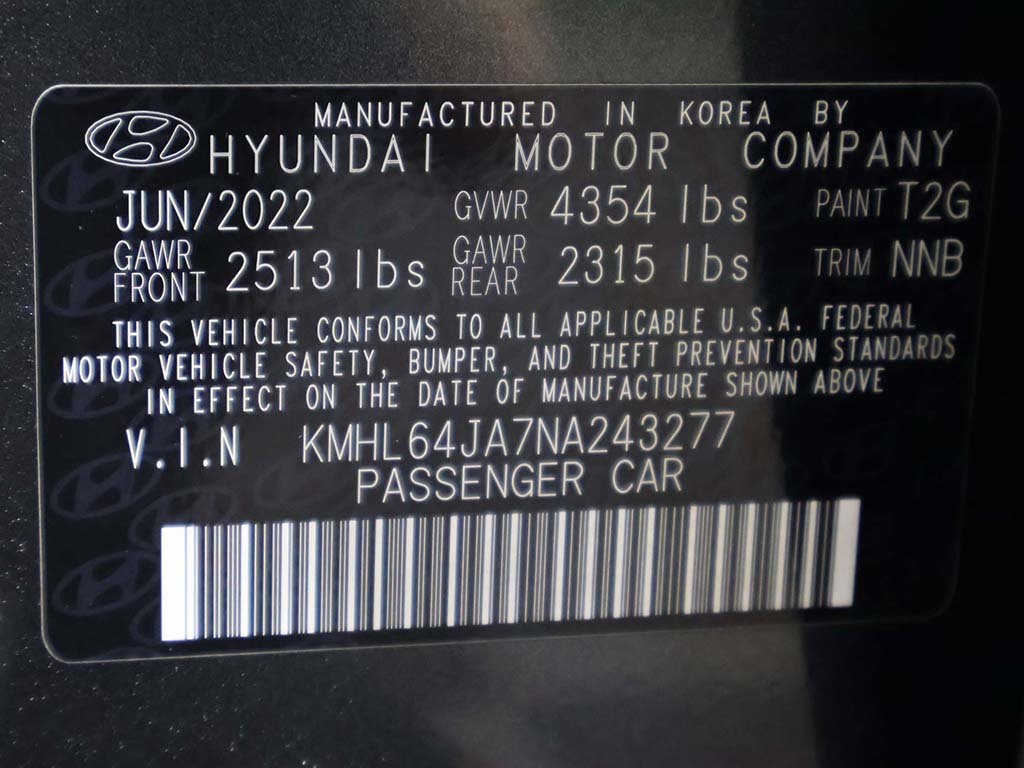 MANUFACTURED IN KOREA BY
HYUNDAI MOTOR COMPANY
JUN/2022 GVWR 4354 lbs PAINT T2G
GAWR FRONT 2513 lbs GAWR REAR 2315 lbs TRIM NNB
THIS VEHICLE CONFORMS TO ALL APPLICABLE U.S.A. FEDERAL
MOTOR VEHICLE SAFETY, BUMPER, AND THEFT PREVENTION STANDARDS
IN EFFECT ON THE DATE OF MANUFACTURE SHOWN ABOVE
V.I.N KMHL64JA7NA243277
PASSENGER CAR